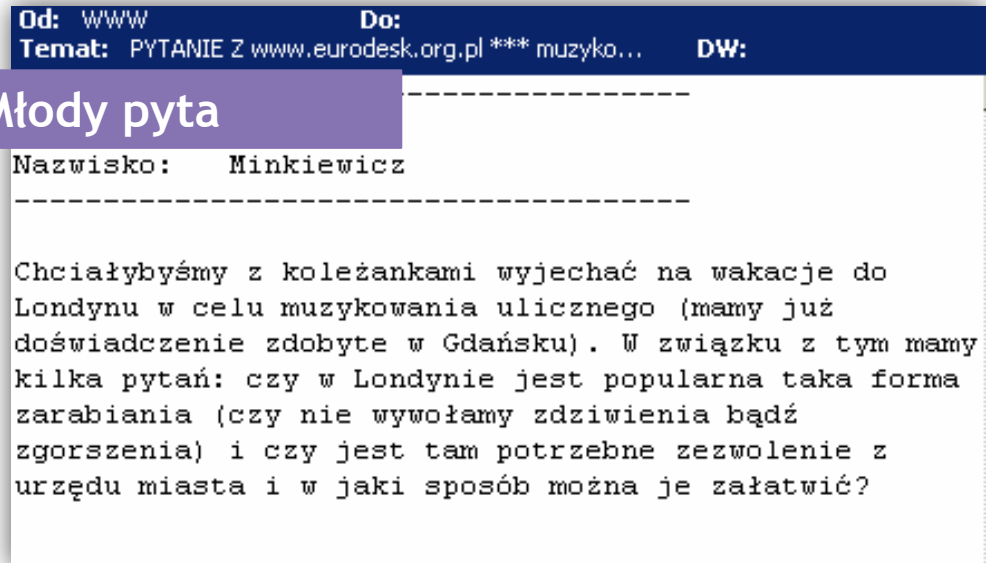 Od: WWW Do:
Temat: PYTANIE Z www.eurodesk.org.pl *** muzyko... DW:
Młody pyta
Nazwisko: Minkiewicz
--------------------------------------
Chciałybyśmy z koleżankami wyjechać na wakacje do
Londynu w celu muzykowania ulicznego (mamy już
doświadczenie zdobyte w Gdańsku). W związku z tym mamy
kilka pytań: czy w Londynie jest popularna taka forma
zarabiania (czy nie wywołamy zdziwienia bądź
zgorszenia) i czy jest tam potrzebne zezwolenie z
urzędu miasta i w jaki sposób można je załatwić?